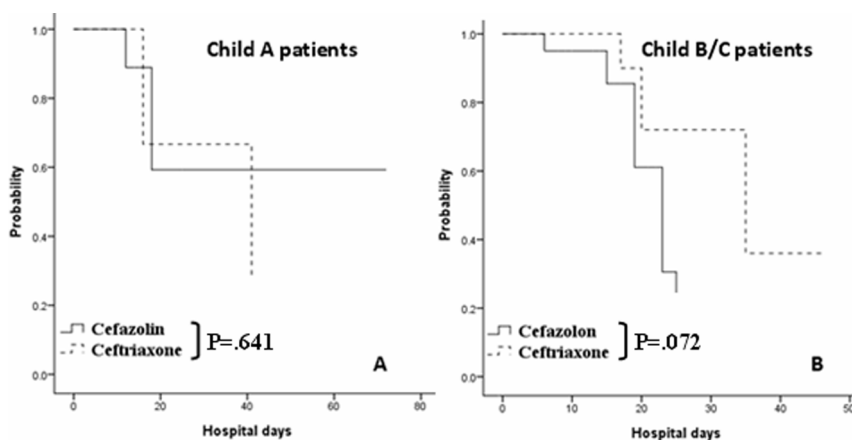 Child A patients
1.0
0.8
0.6
0.4
0.2
0.0
Probability
Cefazolin
Ceftriaxone
P=.641
A
0
20
40
60
80
Hospital days
Child B/C patients
1.0
0.8
0.6
0.4
0.2
0.0
Probability
Cefazolon
Ceftriaxone
P=.072
B
0
10
20
30
40
50
Hospital days